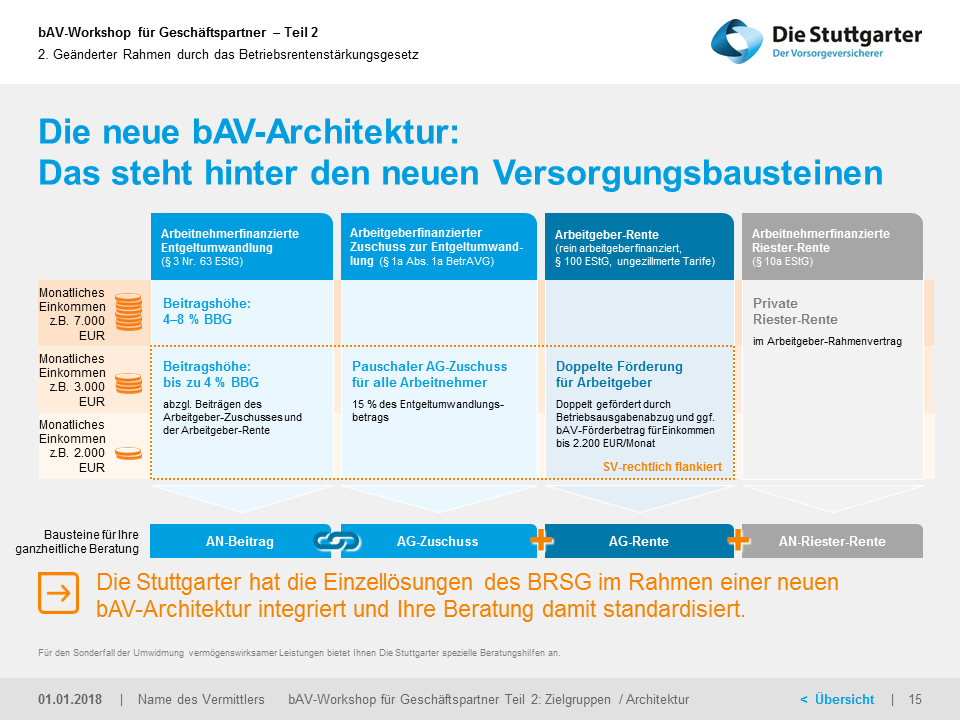 bAV-Workshop für Geschäftspartner – Teil 2
2. Geänderter Rahmen durch das Betriebsrentenstärkungsgesetz
Die Stuttgarter
Der Vorsorgeversicherer
Die neue bAV-Architektur:
Das steht hinter den neuen Versorgungsbausteinen
Arbeitnehmerfinanzierte
Entgeltumwandlung
(§ 3 Nr. 63 EStG)
Arbeitgeberfinanzierter
Zuschuss zur Entgeltumwand-
lung (§ 1a Abs. 1a BetrAVG)
Arbeitgeber-Rente
(rein arbeitgeberfinanziert,
§ 100 EStG, ungezillmerte Tarife)
Arbeitnehmerfinanzierte
Riester-Rente
(§ 10a EStG)
Monatliches
Einkommen
z.B. 7.000
EUR
Beitragshöhe:
4–8 % BBG
Private
Riester-Rente
im Arbeitgeber-Rahmenvertrag
Monatliches
Einkommen
z.B. 3.000
EUR
Beitragshöhe:
bis zu 4 % BBG
abzgl. Beiträgen des
Arbeitgeber-Zuschusses und
der Arbeitgeber-Rente
Pauschaler AG-Zuschuss
für alle Arbeitnehmer
15 % des Entgeltumwandlungs-
betrags
Doppelte Förderung
für Arbeitgeber
Doppelt gefördert durch
Betriebsausgabenabzug und ggf.
bAV-Förderbetrag für Einkommen
bis 2.200 EUR/Monat
SV-rechtlich flankiert
Monatliches
Einkommen
z.B. 2.000
EUR
Bausteine für Ihre
ganzheitliche Beratung
AN-Beitrag
AG-Zuschuss
AG-Rente
AN-Riester-Rente
Die Stuttgarter hat die Einzellösungen des BRSG im Rahmen einer neuen
bAV-Architektur integriert und Ihre Beratung damit standardisiert.
Für den Sonderfall der Umwidmung vermögenswirksamer Leistungen bietet Ihnen Die Stuttgarter spezielle Beratungshilfen an.
01.01.2018 | Name des Vermittlers bAV-Workshop für Geschäftspartner Teil 2: Zielgruppen / Architektur < Übersicht | 15